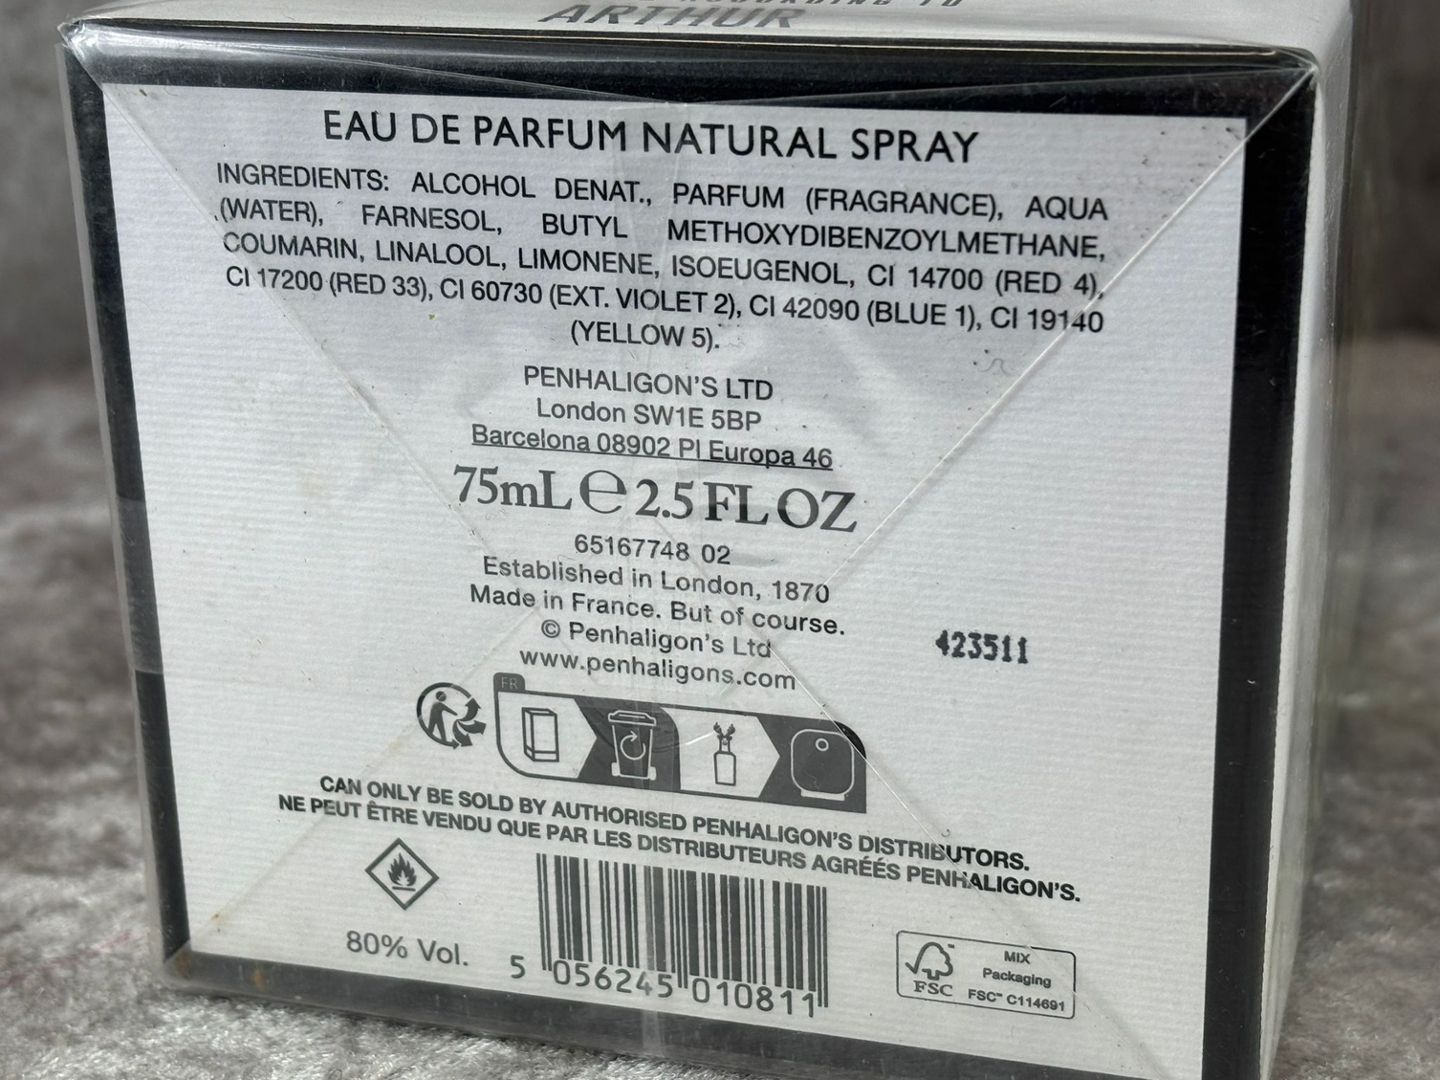 ACCORDING TO
ARTHUR
EAU DE PARFUM NATURAL SPRAY
INGREDIENTS: ALCOHOL DENAT., PARFUM (FRAGRANCE), AQUA
(WATER), FARNESOL, BUTYL METHOXYDIBENZOYLMETHANE,
COUMARIN, LINALOOL, LIMONENE, ISOEUGENOL, CI 14700 (RED 4),
CI 17200 (RED 33), CI 60730 (EXT. VIOLET 2), CI 42090 (BLUE 1), CI 19140
(YELLOW 5).
PENHALIGON'S LTD
London SW1E 5BP
Barcelona 08902 Pl Europa 46
75mL ℮ 2.5 FL OZ
65167748 02
Established in London, 1870
Made in France. But of course.
© Penhaligon's Ltd
www.penhaligons.com
423511
FR
CAN ONLY BE SOLD BY AUTHORISED PENHALIGON'S DISTRIBUTORS.
NE PEUT ÊTRE VENDU QUE PAR LES DISTRIBUTEURS AGRÉÉS PENHALIGON'S.
80% Vol.
5 056245 010811
FSC
MIX
Packaging
FSC™ C114691